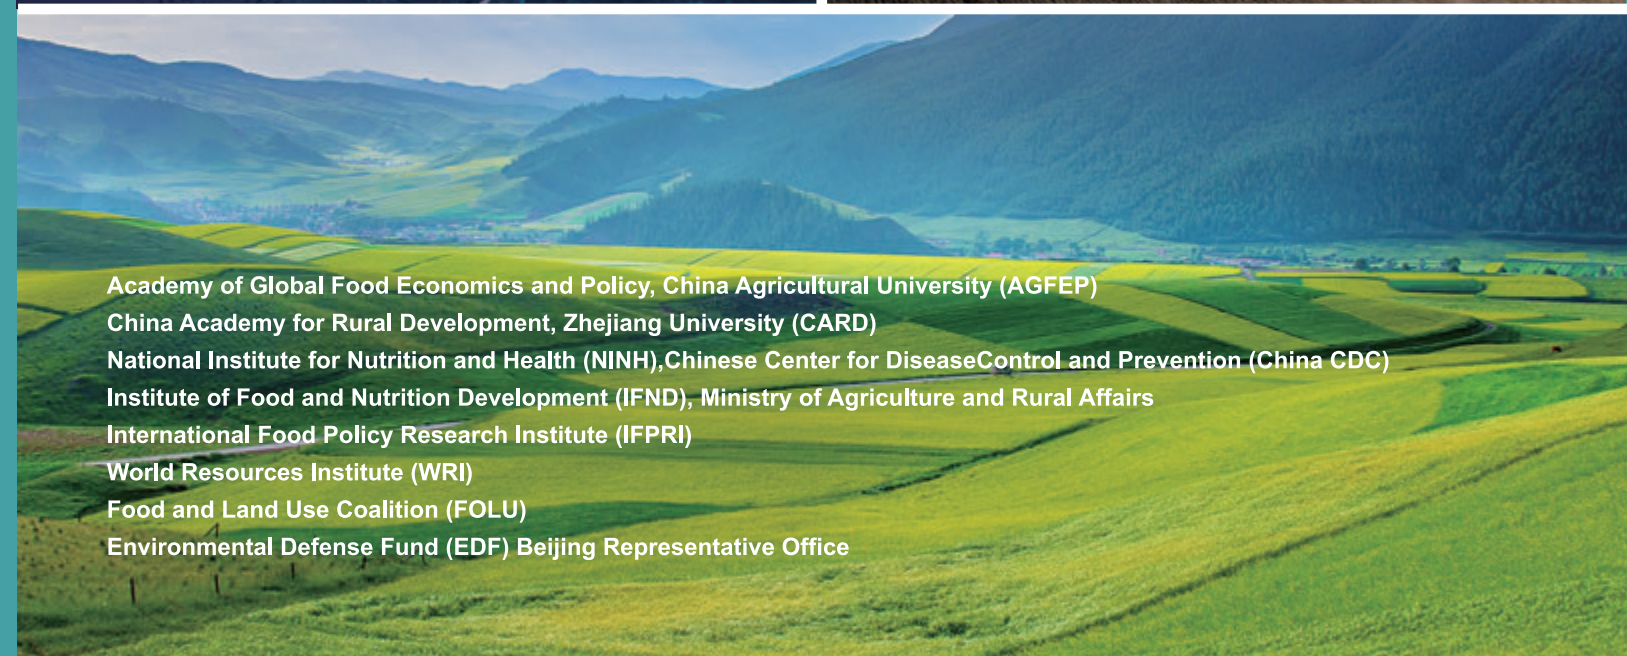 Academy of Global Food Economics and Policy, China Agricultural University (AGFEP)
China Academy for Rural Development, Zhejiang University (CARD)
National Institute for Nutrition and Health (NINH),Chinese Center for DiseaseControl and Prevention (China CDC)
Institute of Food and Nutrition Development (IFND), Ministry of Agriculture and Rural Affairs
International Food Policy Research Institute (IFPRI)
World Resources Institute (WRI)
Food and Land Use Coalition (FOLU)
Environmental Defense Fund (EDF) Beijing Representative Office